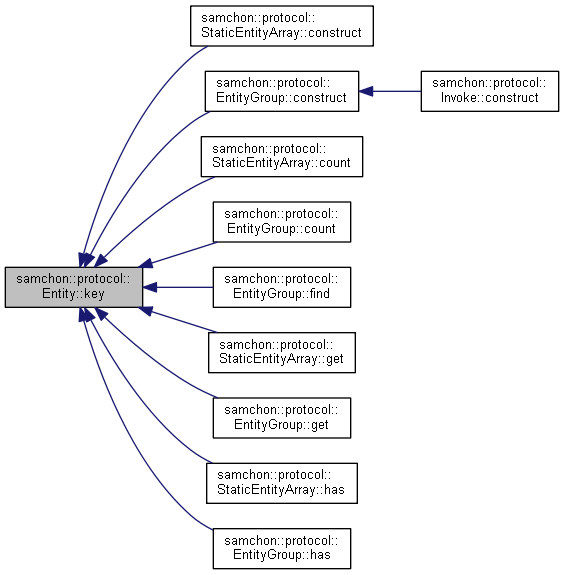 samchon::protocol::
StaticEntityArray::construct
samchon::protocol::
EntityGroup::construct
samchon::protocol::
Invoke::construct
samchon::protocol::
StaticEntityArray::count
samchon::protocol::
EntityGroup::count
samchon::protocol::
Entity::key
samchon::protocol::
EntityGroup::find
samchon::protocol::
StaticEntityArray::get
samchon::protocol::
EntityGroup::get
samchon::protocol::
StaticEntityArray::has
samchon::protocol::
EntityGroup::has